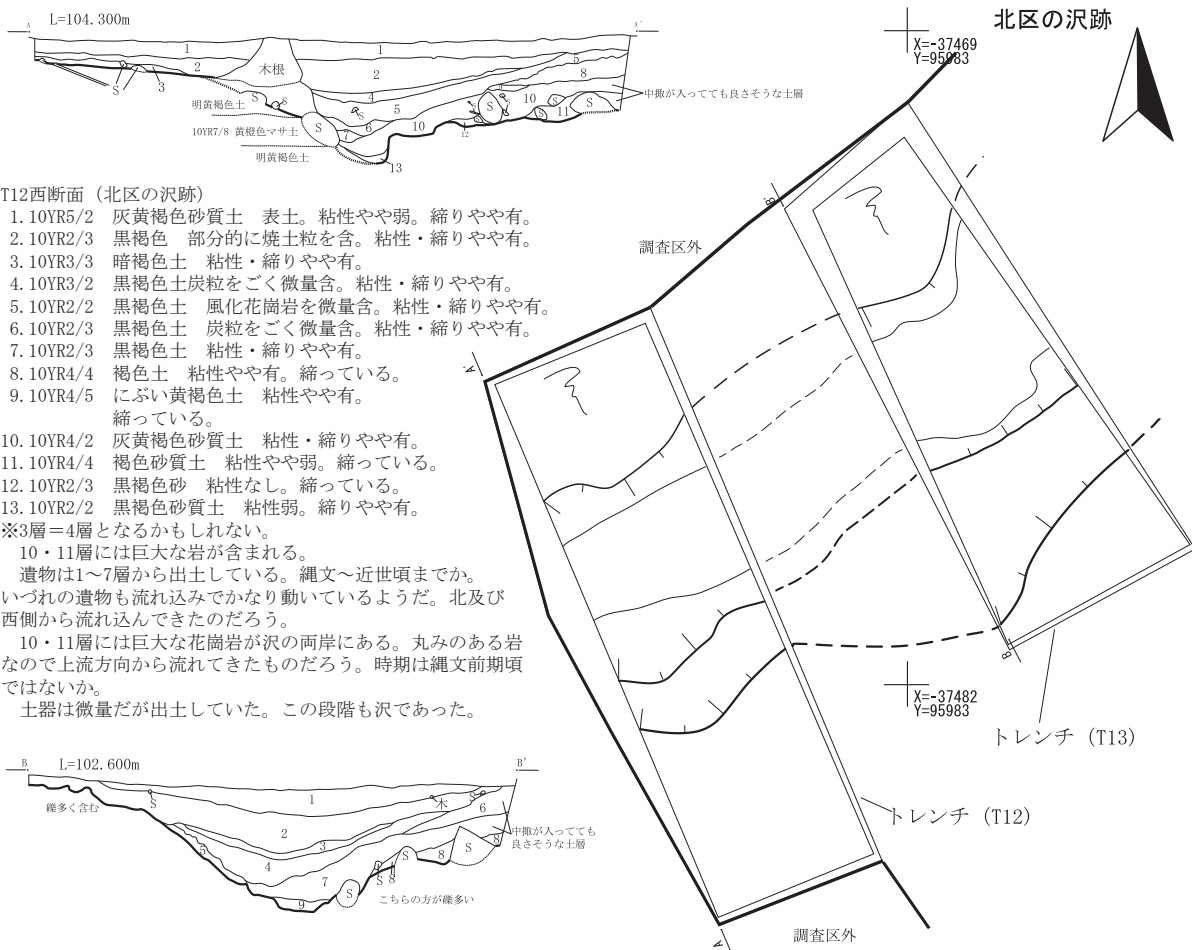 北区の沢跡
L=104.300m
A
A'
1
1
2
木根
2
3
S
4
5
5
8
10
11
S
中掫が入ってても良さそうな土層
明黄褐色土
10YR7/8 黄橙色マサ土
明黄褐色土
S
S
S
S
6
7
10
12
13
T12西断面（北区の沢跡）
1. 10YR5/2 灰黄褐色砂質土 表土。粘性やや弱。締りやや有。
2. 10YR2/3 黒褐色 部分的に焼土粒を含。粘性・締りやや有。
3. 10YR3/3 暗褐色土 粘性・締りやや有。
4. 10YR3/2 黒褐色土炭粒をごく微量含。粘性・締りやや有。
5. 10YR2/2 黒褐色土 風化花崗岩を微量含。粘性・締りやや有。
6. 10YR2/3 黒褐色土 炭粒をごく微量含。粘性・締りやや有。
7. 10YR2/3 黒褐色土 粘性・締りやや有。
8. 10YR4/4 褐色土 粘性やや有。締っている。
9. 10YR4/5 にぶい黄褐色土 粘性やや有。
締っている。
10. 10YR4/2 灰黄褐色砂質土 粘性・締りやや有。
11. 10YR4/4 褐色砂質土 粘性やや弱。締っている。
12. 10YR2/3 黒褐色砂 粘性なし。締っている。
13. 10YR2/2 黒褐色砂質土 粘性弱。締りやや有。
※3層＝4層となるかもしれない。
10・11層には巨大な岩が含まれる。
遺物は1〜7層から出土している。縄文〜近世頃までか。
いづれの遺物も流れ込みでかなり動いているようだ。北及び
西側から流れ込んできたのだろう。
10・11層には巨大な花崗岩が沢の両岸にある。丸みのある岩
なので上流方向から流れてきたものだろう。時期は縄文前期頃
ではないか。
土器は微量だが出土していた。この段階も沢であった。
B
L=102.600m
B'
礫多く含む
S
1
木
S
6
2
3
中掫が入ってても
良さそうな土層
5
4
7
S
S
8
S
8
S
8
9
こちらの方が礫多い
X=-37469
Y=95983
調査区外
B'
A'
X=-37482
Y=95983
B
トレンチ（T13）
トレンチ（T12）
調査区外
A